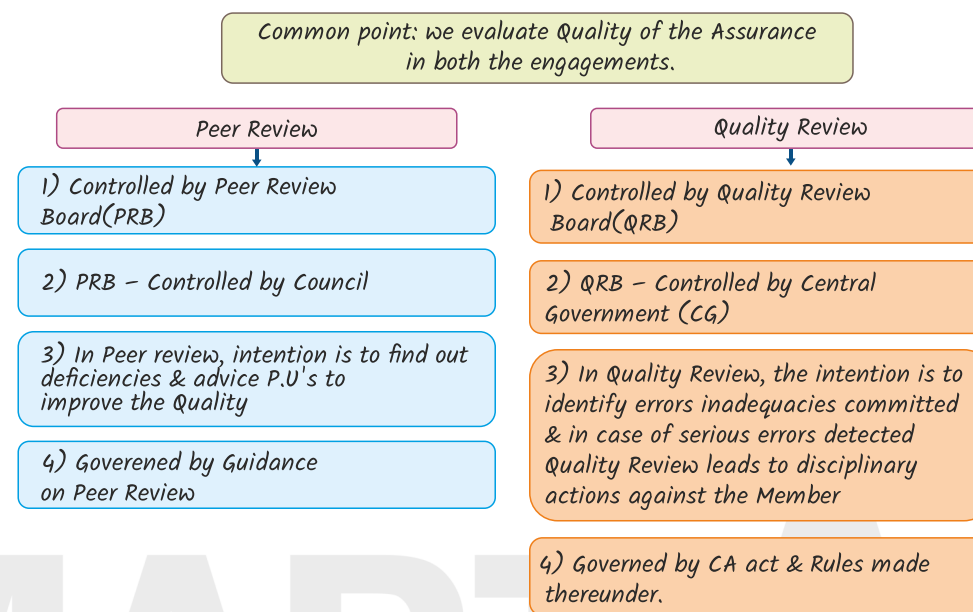 Common point: we evaluate Quality of the Assurance
in both the engagements.
Peer Review
1) Controlled by Peer Review
Board(PRB)
2) PRB – Controlled by Council
3) In Peer review, intention is to find out
deficiencies & advice P.U's to
improve the Quality
4) Goverened by Guidance
on Peer Review
Quality Review
1) Controlled by Quality Review
Board(QRB)
2) QRB – Controlled by Central
Government (CG)
3) In Quality Review, the intention is to
identify errors inadequacies committed
& in case of serious errors detected
Quality Review leads to disciplinary
actions against the Member
4) Governed by CA act & Rules made
thereunder.